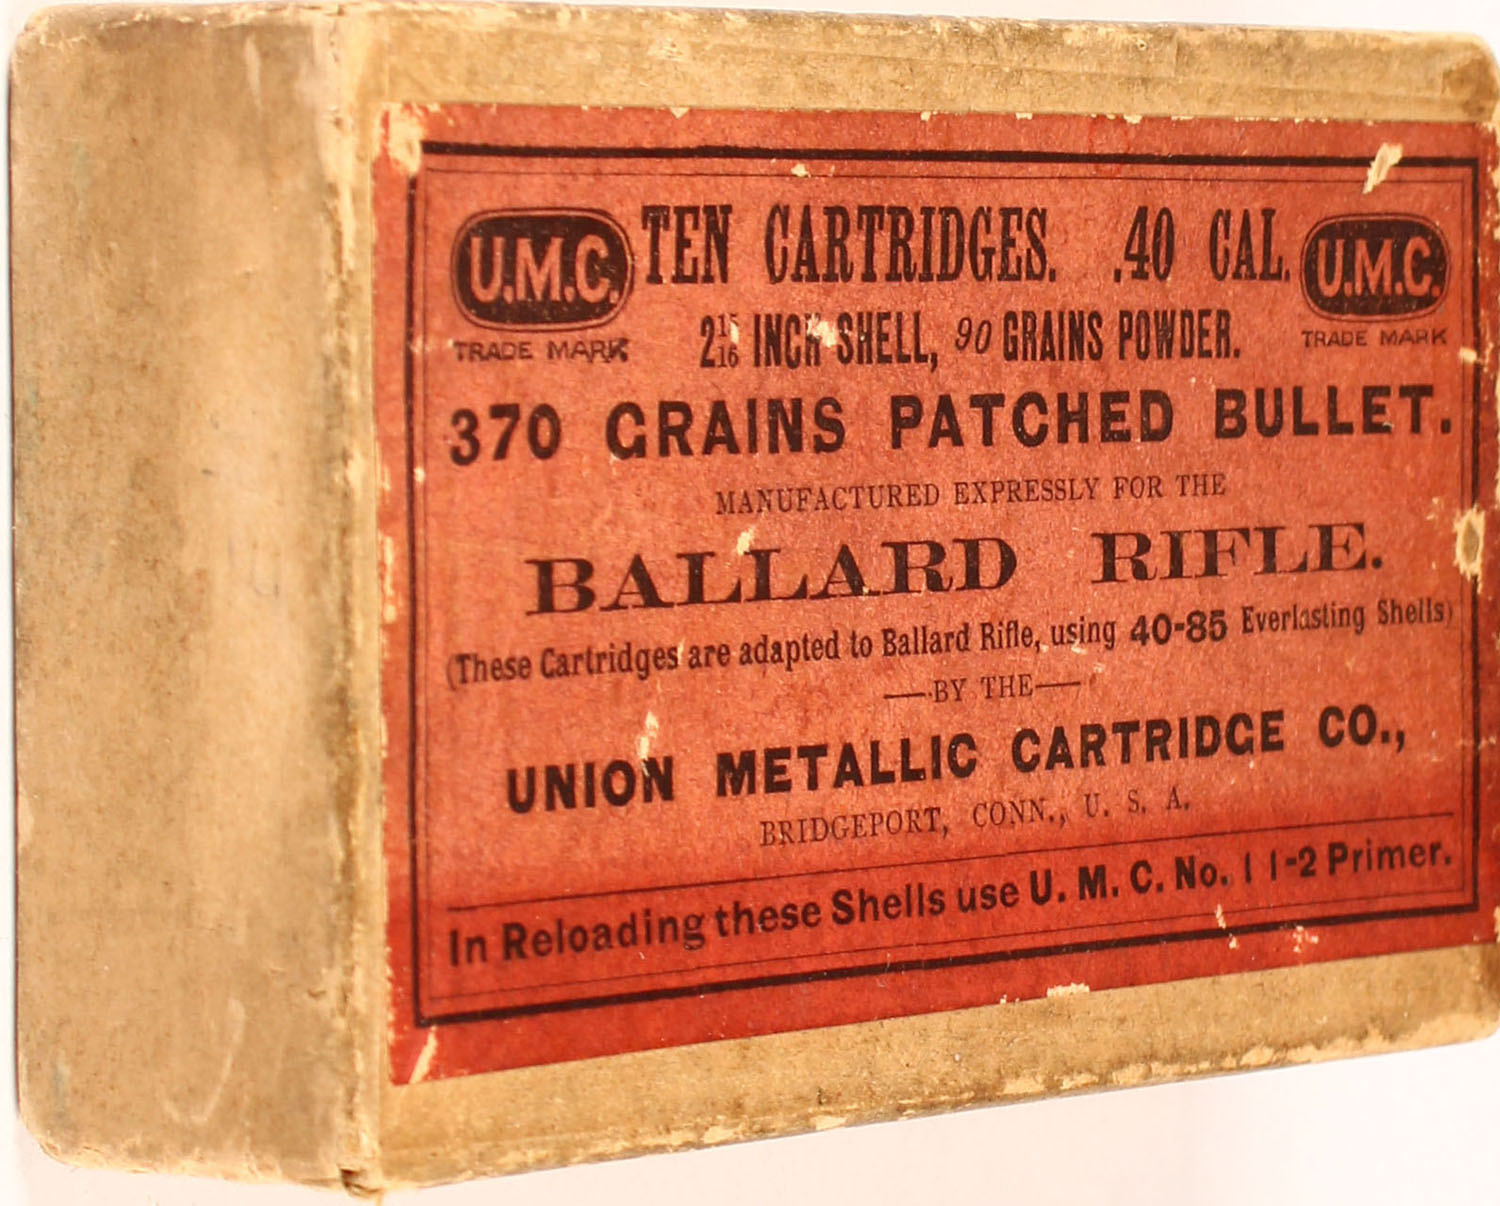 U.M.C. TEN CARTRIDGES. .40 CAL. U.M.C.
TRADE MARK 2 15/16 INCH SHELL, 90 GRAINS POWDER. TRADE MARK
370 GRAINS PATCHED BULLET.
MANUFACTURED EXPRESSLY FOR THE
BALLARD RIFLE.
(These Cartridges are adapted to Ballard Rifle, using 40-85 Everlasting Shells)
—BY THE—
UNION METALLIC CARTRIDGE CO.,
BRIDGEPORT, CONN., U. S. A.
In Reloading these Shells use U. M. C. No. 1 1-2 Primer.